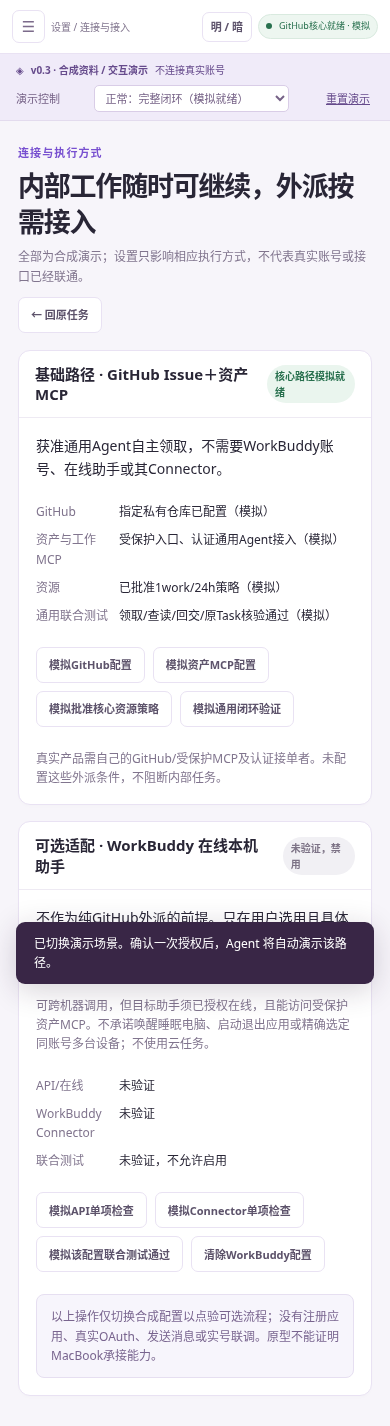 设置 / 连接与接入
明 / 暗
GitHub核心就绪 · 模拟
v0.3 · 合成资料 / 交互演示 不连接真实账号
演示控制
正常：完整闭环（模拟就绪）
重置演示
连接与执行方式
内部工作随时可继续，外派按
需接入
全部为合成演示；设置只影响相应执行方式，不代表真实账号或接
口已经联通。
← 回原任务
基础路径 · GitHub Issue＋资产
MCP
核心路径模拟就
绪
获准通用Agent自主领取，不需要WorkBuddy账
号、在线助手或其Connector。
GitHub
指定私有仓库已配置（模拟）
资产与工作
MCP
受保护入口、认证通用Agent接入（模拟）
资源
已批准1work/24h策略（模拟）
通用联合测试
领取/查读/回交/原Task核验通过（模拟）
模拟GitHub配置
模拟资产MCP配置
模拟批准核心资源策略
模拟通用闭环验证
真实产品需自己的GitHub/受保护MCP及认证接单者。未配
置这些外派条件，不阻断内部任务。
可选适配 · WorkBuddy 在线本机
助手
未验证，禁
用
不作为纯GitHub外派的前提。只在用户选用且具体
已切换演示场景。确认一次授权后，Agent 将自动演示该路
径。
可跨机器调用，但目标助手须已授权在线，且能访问受保护
资产MCP。不承诺唤醒睡眠电脑、启动退出应用或精确选定
同账号多台设备；不使用云任务。
API/在线
未验证
WorkBuddy
Connector
未验证
联合测试
未验证，不允许启用
模拟API单项检查
模拟Connector单项检查
模拟该配置联合测试通过
清除WorkBuddy配置
以上操作仅切换合成配置以点验可选流程；没有注册应
用、真实OAuth、发送消息或实号联调。原型不能证明
MacBook承接能力。